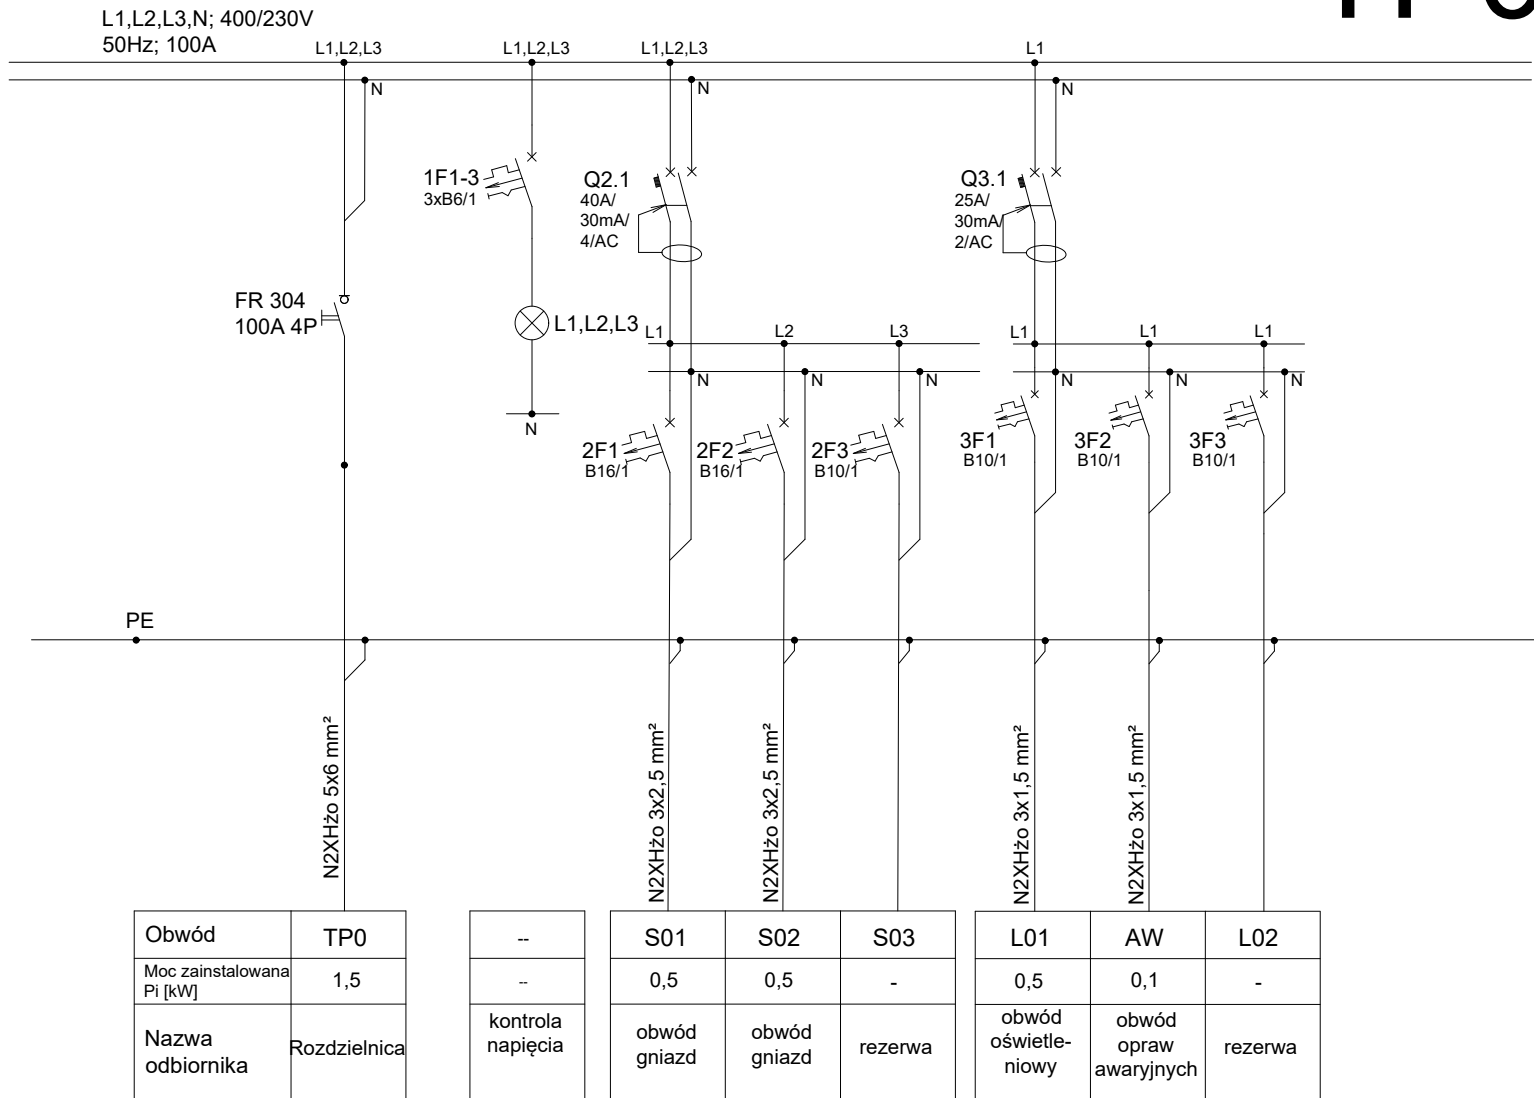 L1,L2,L3,N; 400/230V
50Hz; 100A
L1,L2,L3
L1,L2,L3
L1,L2,L3
L1
N
N
N
1F1-3
3xB6/1
Q2.1
40A/
30mA/
4/AC
Q3.1
25A/
30mA/
2/AC
FR 304
100A 4P
L1,L2,L3
L1
L2
L3
L1
L1
L1
N
N
N
N
N
N
N
2F1
B16/1
2F2
B16/1
2F3
B10/1
3F1
B10/1
3F2
B10/1
3F3
B10/1
PE
N2XHżo 5x6 mm²
N2XHżo 3x2,5 mm²
N2XHżo 3x2,5 mm²
N2XHżo 3x1,5 mm²
N2XHżo 3x1,5 mm²
Obwód
TP0
--
S01
S02
S03
L01
AW
L02
Moc zainstalowana
Pi [kW]
1,5
--
0,5
0,5
-
0,5
0,1
-
Nazwa
odbiornika
Rozdzielnica
kontrola
napięcia
obwód
gniazd
obwód
gniazd
rezerwa
obwód
oświetle-
niowy
obwód
opraw
awaryjnych
rezerwa